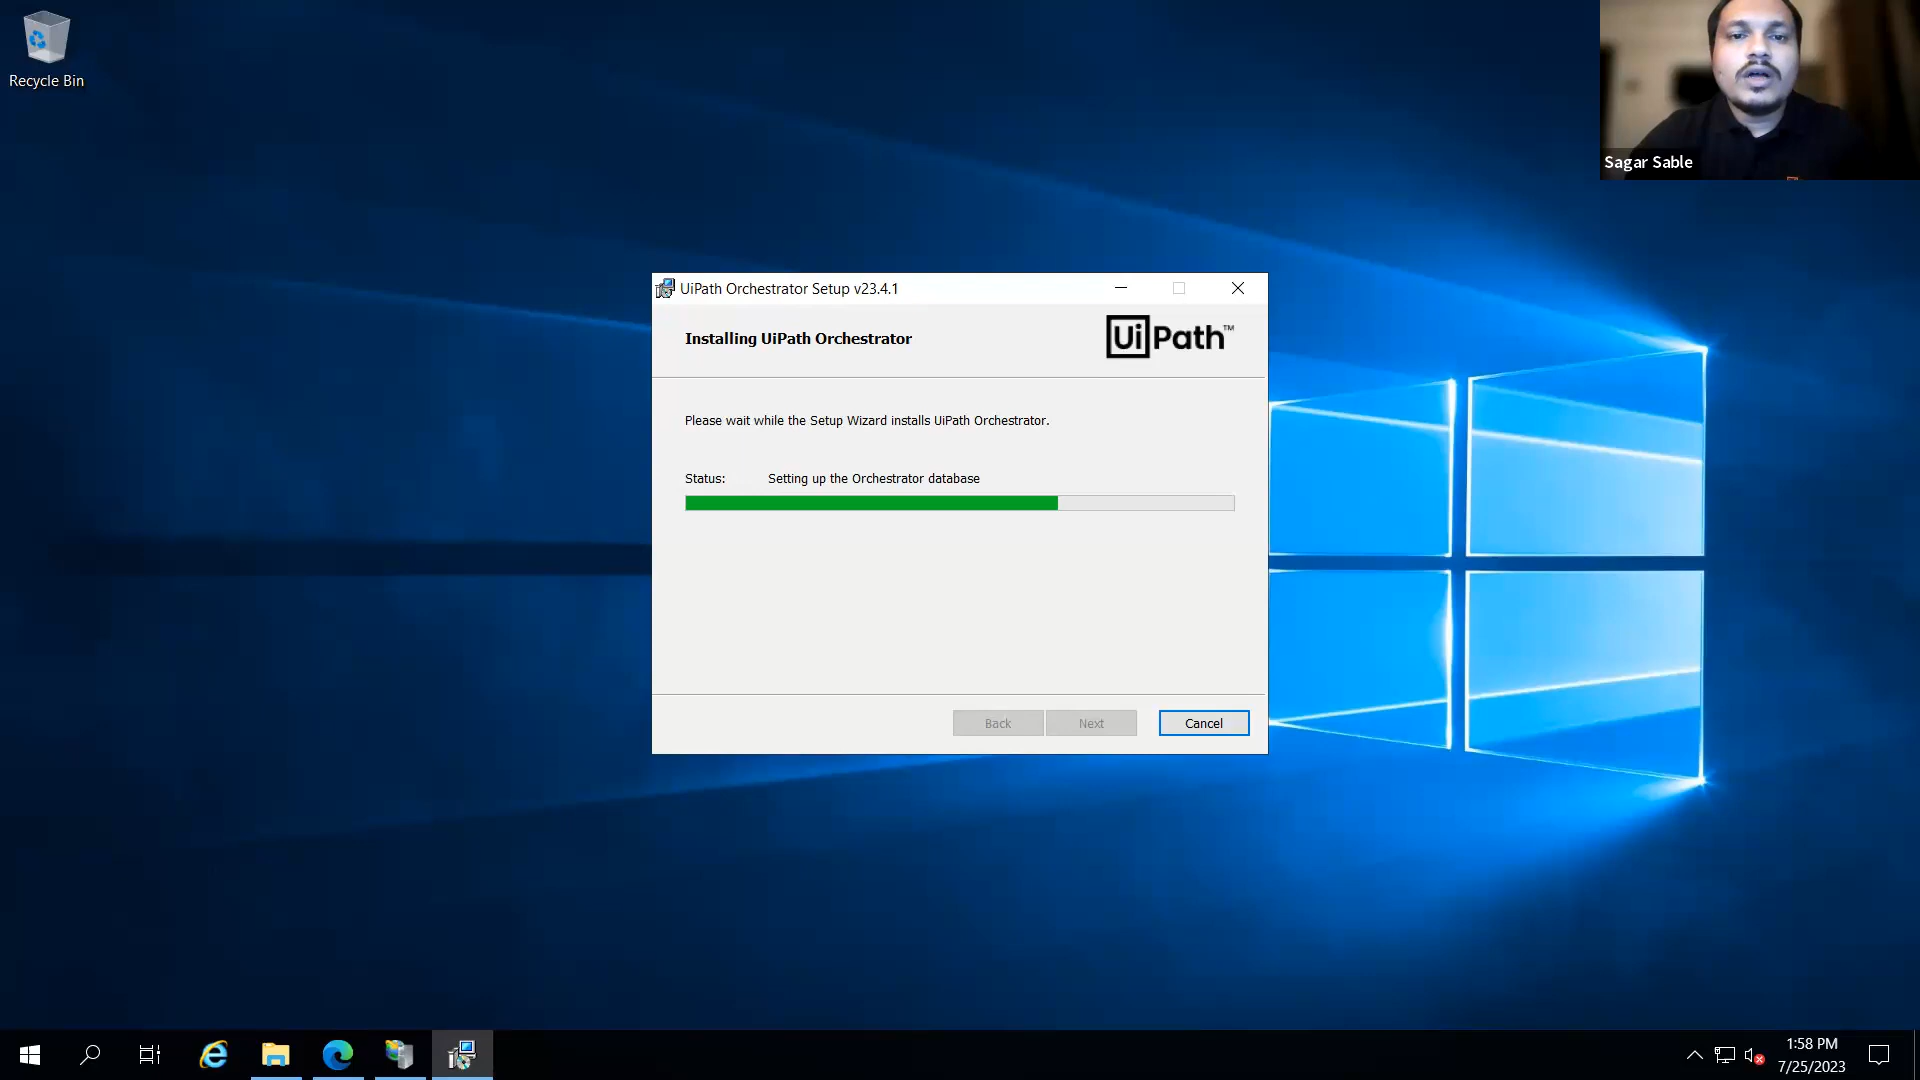 Recycle Bin
Sagar Sable
UiPath Orchestrator Setup v23.4.1
Installing UiPath Orchestrator
UiPath™
Please wait while the Setup Wizard installs UiPath Orchestrator.
Status: Setting up the Orchestrator database
Back Next Cancel
1:58 PM
7/25/2023